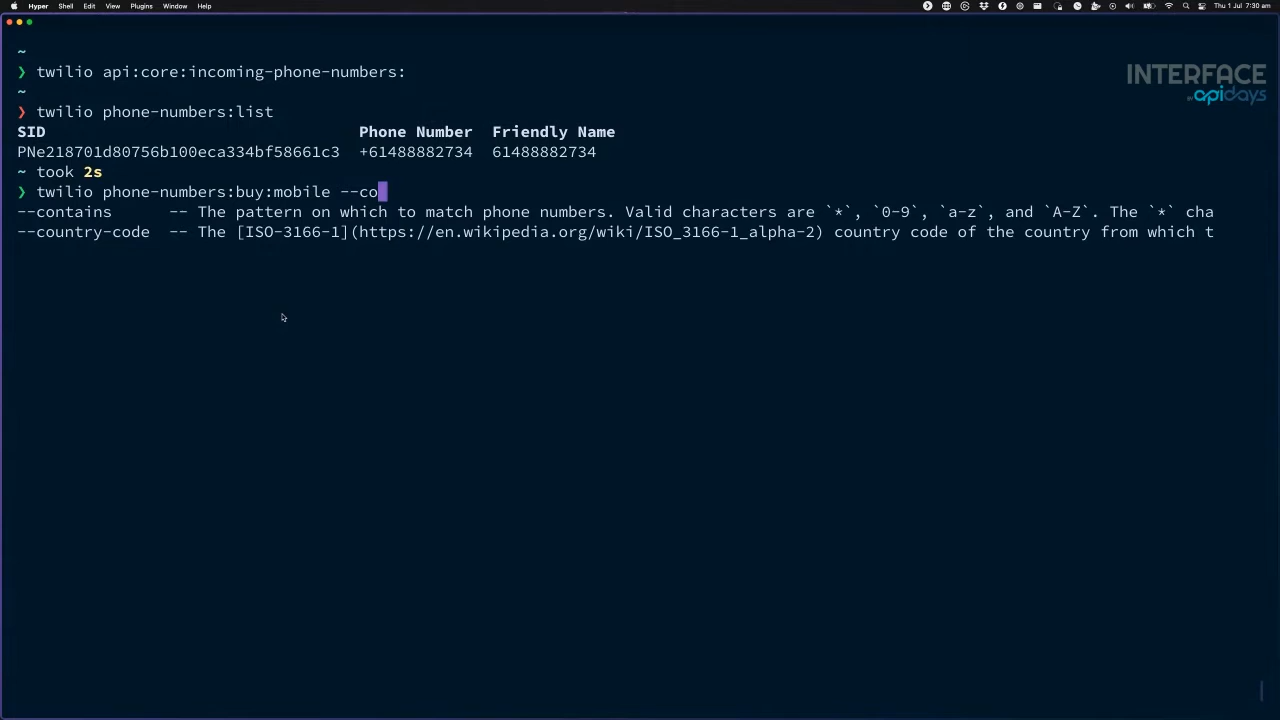 Hyper Shell Edit View Plugins Window Help Thu 1 Jul 7:30 am
~
❯ twilio api:core:incoming-phone-numbers:
~
❯ twilio phone-numbers:list
SID Phone Number Friendly Name
PNe218701d80756b100eca334bf58661c3 +61488882734 61488882734
~ took 2s
❯ twilio phone-numbers:buy:mobile --co
--contains -- The pattern on which to match phone numbers. Valid characters are `*`, `0-9`, `a-z`, and `A-Z`. The `*` cha
--country-code -- The [ISO-3166-1](https://en.wikipedia.org/wiki/ISO_3166-1_alpha-2) country code of the country from which t
INTERFACE
BY apidays